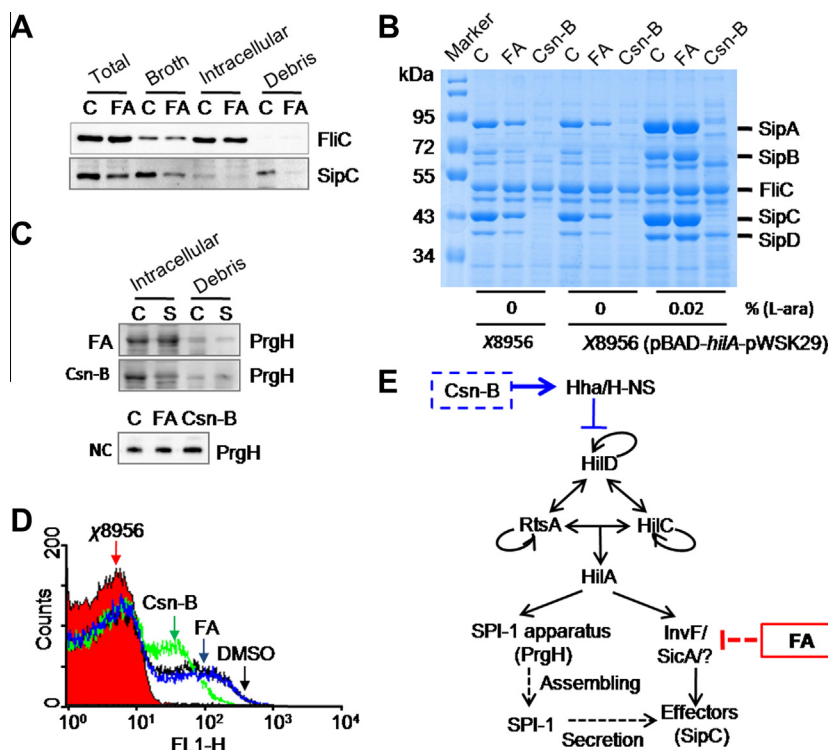 A
Total Broth Intracellular Debris
C FA C FA C FA C FA
FliC
SipC
B
Marker C FA Csn-B C FA Csn-B C FA Csn-B
kDa
95
72
55
43
34
SipA
SipB
FliC
SipC
SipD
0 0 0.02 % (L-ara)
χ8956 χ8956 (pBAD-hilA-pWSK29)
C
Intracellular Debris
C S C S
FA PrgH
Csn-B PrgH
C FA Csn-B
NC PrgH
D
χ8956
Csn-B
FA
DMSO
200
Counts
0
10⁰ 10¹ 10² 10³ 10⁴
FL1-H
E
Csn-B Hha/H-NS
HilD
RtsA HilC
HilA
SPI-1 apparatus
(PrgH)
InvF/
SicA/?
FA
Assembling
SPI-1
Secretion
Effectors
(SipC)